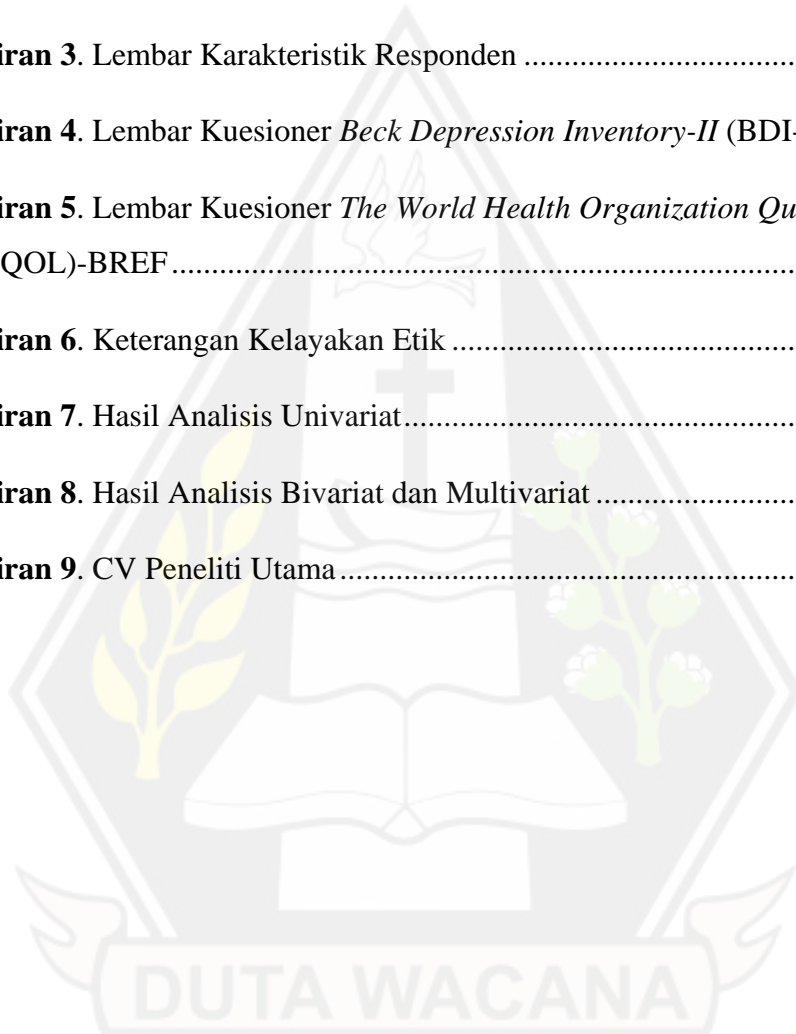 iran 3. Lembar Karakteristik Responden ..................................
iran 4. Lembar Kuesioner Beck Depression Inventory-II (BDI-
iran 5. Lembar Kuesioner The World Health Organization Qu
QOL)-BREF................................................................................
iran 6. Keterangan Kelayakan Etik ............................................
iran 7. Hasil Analisis Univariat..................................................
iran 8. Hasil Analisis Bivariat dan Multivariat .........................
iran 9. CV Peneliti Utama..........................................................
DUTA WACANA